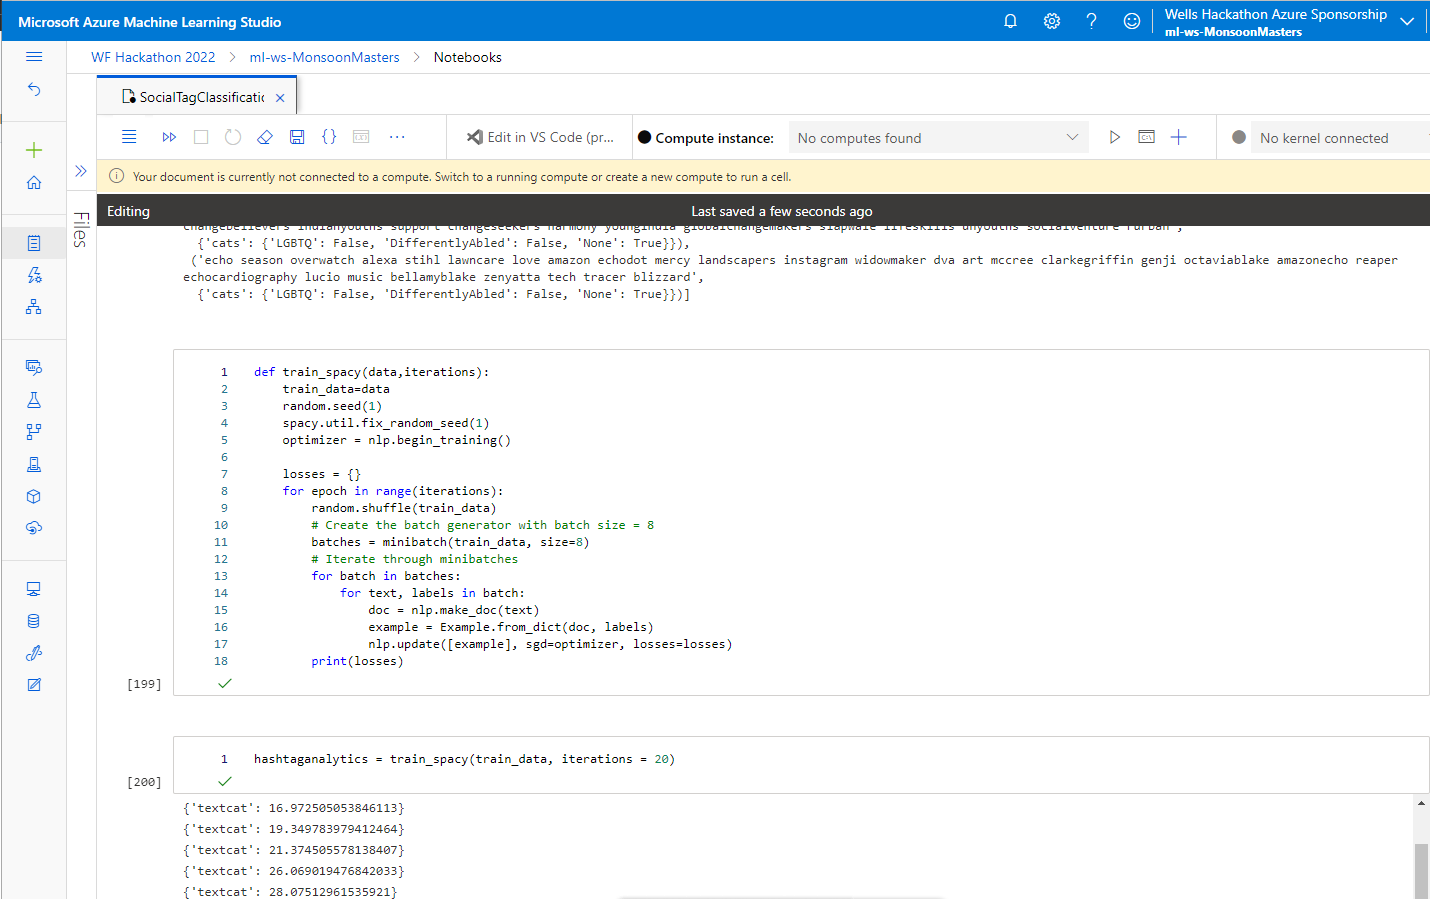 Microsoft Azure Machine Learning Studio
Wells Hackathon Azure Sponsorship
ml-ws-MonsoonMasters
WF Hackathon 2022 > ml-ws-MonsoonMasters > Notebooks
SocialTagClassificatic
Edit in VS Code (pr...
Compute instance:
No computes found
No kernel connected
Your document is currently not connected to a compute. Switch to a running compute or create a new compute to run a cell.
Files
Editing
Last saved a few seconds ago
changebelievers indianyouths support changeseekers harmony youngindia globalchangemakers slapwale lifeskills unyouths socialventure rurban',
{'cats': {'LGBTQ': False, 'DifferentlyAbled': False, 'None': True}}),
('echo season overwatch alexa stihl lawncare love amazon echodot mercy landscapers instagram widowmaker dva art mccree clarkegriffin genji octaviablake amazonecho reaper
echocardiography lucio music bellamyblake zenyatta tech tracer blizzard',
{'cats': {'LGBTQ': False, 'DifferentlyAbled': False, 'None': True}})]
1 def train_spacy(data,iterations):
2 train_data=data
3 random.seed(1)
4 spacy.util.fix_random_seed(1)
5 optimizer = nlp.begin_training()
6
7 losses = {}
8 for epoch in range(iterations):
9 random.shuffle(train_data)
10 # Create the batch generator with batch size = 8
11 batches = minibatch(train_data, size=8)
12 # Iterate through minibatches
13 for batch in batches:
14 for text, labels in batch:
15 doc = nlp.make_doc(text)
16 example = Example.from_dict(doc, labels)
17 nlp.update([example], sgd=optimizer, losses=losses)
18 print(losses)
[199]
1 hashtaganalytics = train_spacy(train_data, iterations = 20)
[200]
{'textcat': 16.972505053846113}
{'textcat': 19.349783979412464}
{'textcat': 21.374505578138407}
{'textcat': 26.069019476842033}
{'textcat': 28.07512961535921}